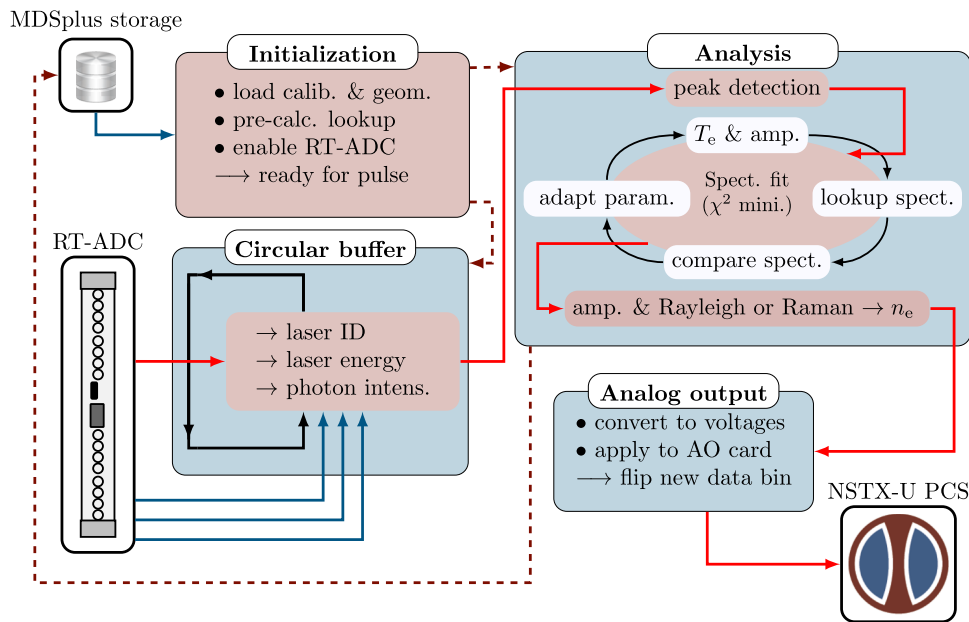 MDSplus storage
Initialization
• load calib. & geom.
• pre-calc. lookup
• enable RT-ADC
⟶ ready for pulse
RT-ADC
Circular buffer
→ laser ID
→ laser energy
→ photon intens.
Analysis
peak detection
Tₑ & amp.
Spect. fit
(χ² mini.)
adapt param.
lookup spect.
compare spect.
amp. & Rayleigh or Raman → nₑ
Analog output
• convert to voltages
• apply to AO card
⟶ flip new data bin
NSTX-U PCS